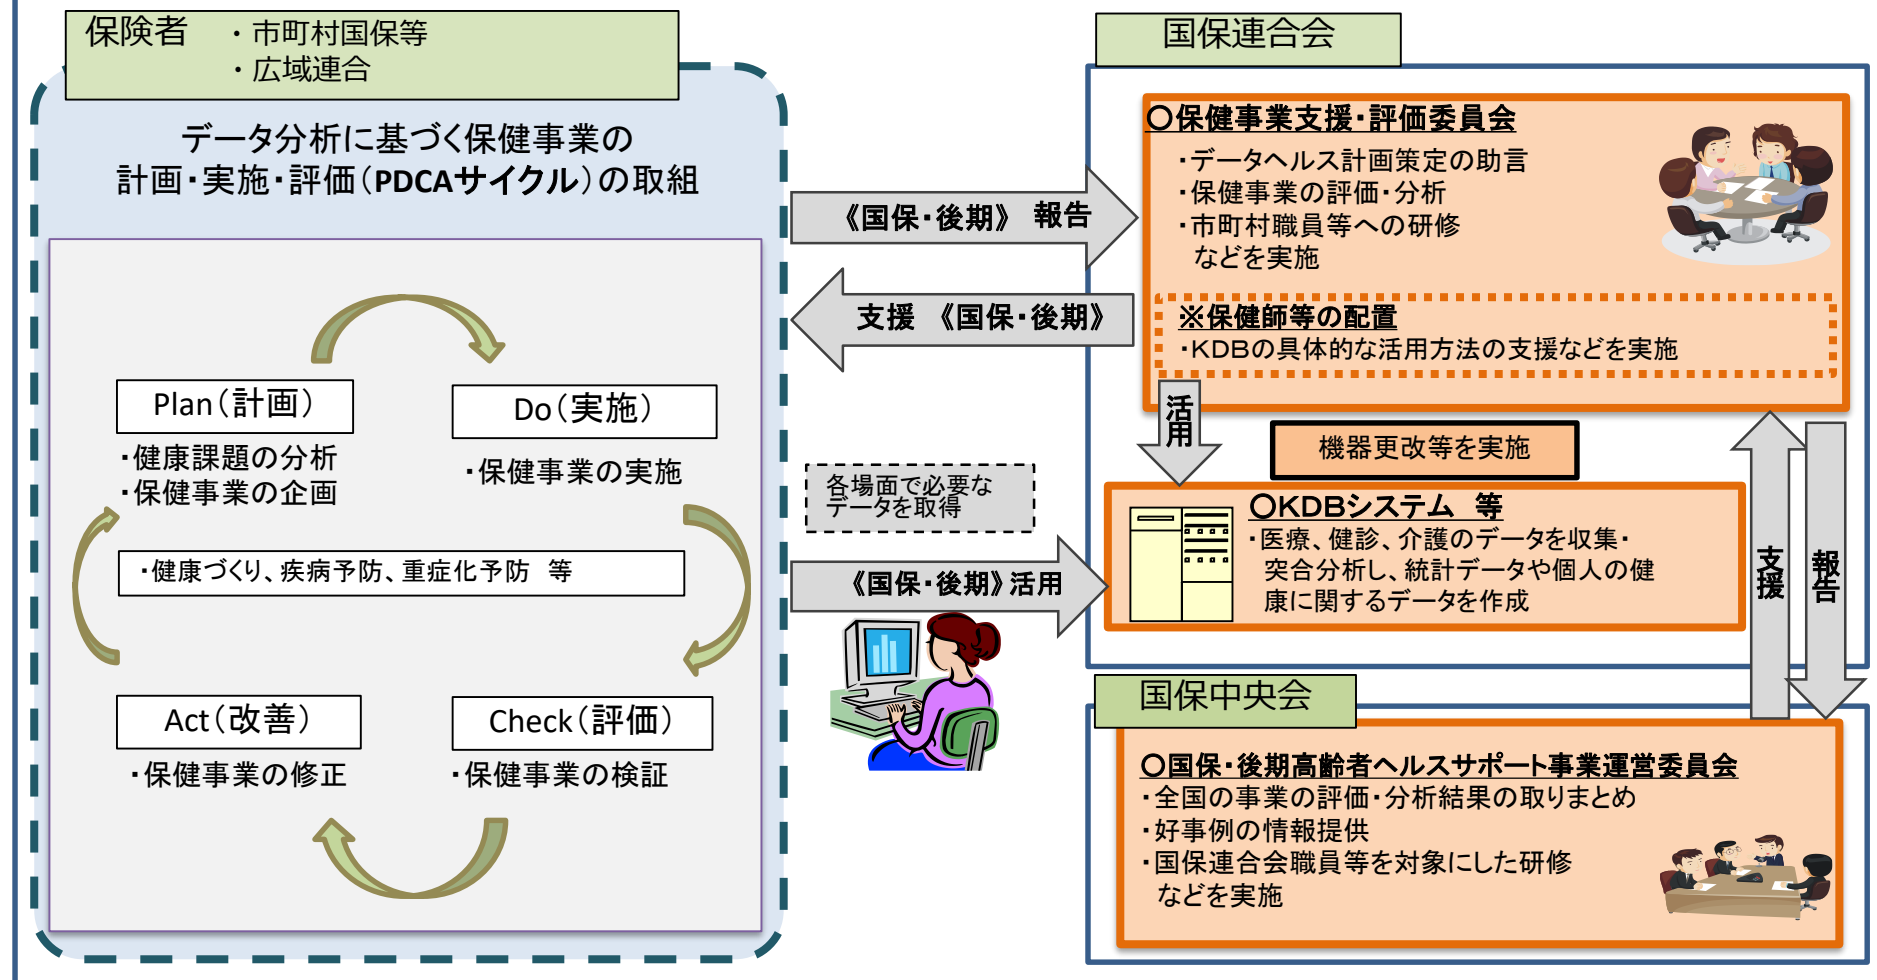 保険者 ・市町村国保等
・広域連合
データ分析に基づく保健事業の
計画・実施・評価（PDCAサイクル）の取組
Plan（計画）
・健康課題の分析
・保健事業の企画
Do（実施）
・保健事業の実施
・健康づくり、疾病予防、重症化予防　等
Act（改善）
・保健事業の修正
Check（評価）
・保健事業の検証
《国保・後期》 報告
支援 《国保・後期》
各場面で必要な
データを取得
《国保・後期》活用
国保連合会
〇保健事業支援・評価委員会
・データヘルス計画策定の助言
・保健事業の評価・分析
・市町村職員等への研修
などを実施
※保健師等の配置
・KDBの具体的な活用方法の支援などを実施
活用
機器更改等を実施
〇KDBシステム　等
・医療、健診、介護のデータを収集・
突合分析し、統計データや個人の健
康に関するデータを作成
支援
報告
国保中央会
〇国保・後期高齢者ヘルスサポート事業運営委員会
・全国の事業の評価・分析結果の取りまとめ
・好事例の情報提供
・国保連合会職員等を対象にした研修
などを実施